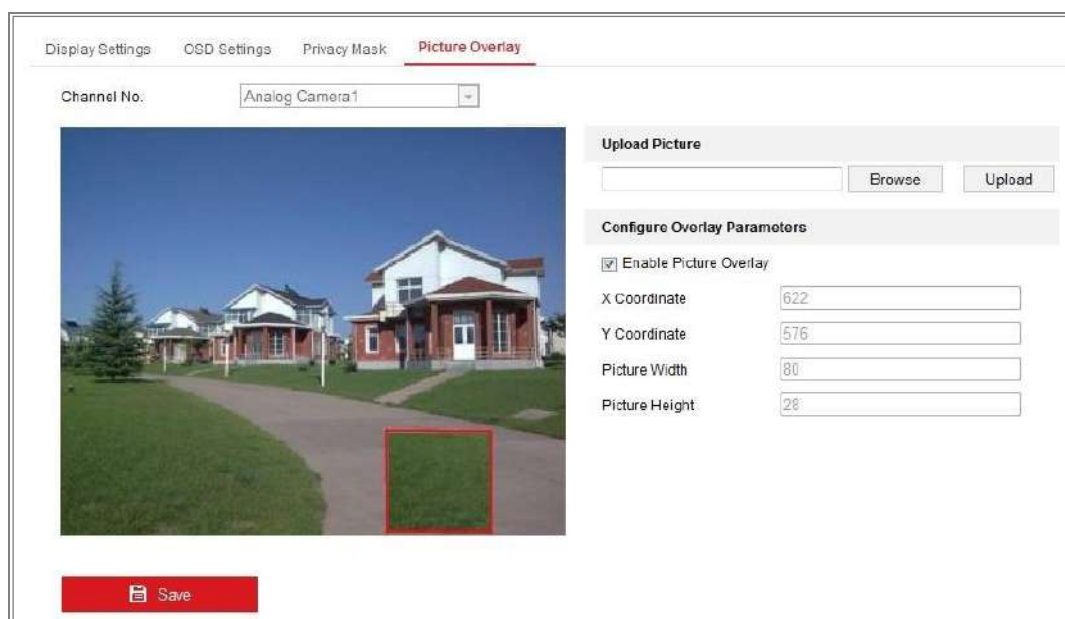 Display Settings OSD Settings Privacy Mask Picture Overlay
Channel No. Analog Camera1
Upload Picture
Browse Upload
Configure Overlay Parameters
Enable Picture Overlay
X Coordinate 622
Y Coordinate 576
Picture Width 80
Picture Height 28
Save